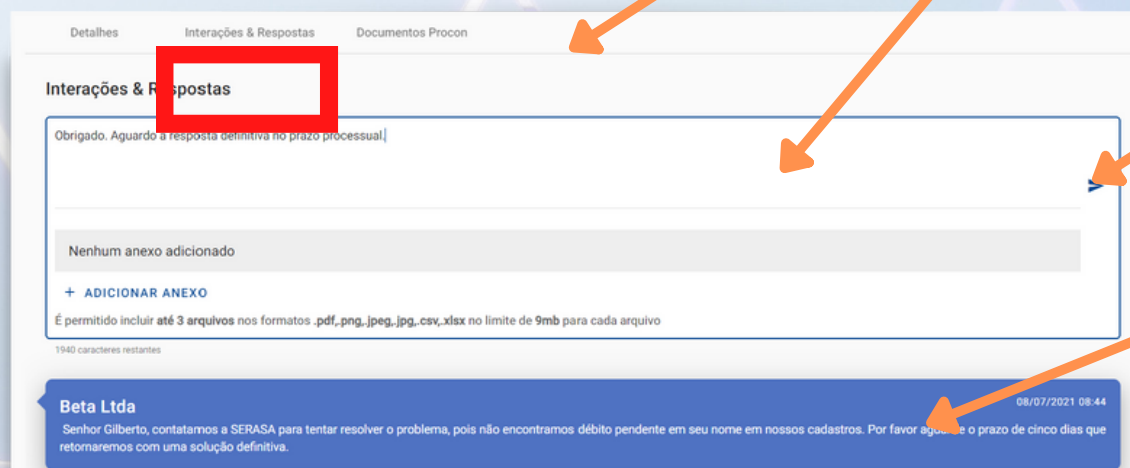 Detalhes Interações & Respostas Documentos Procon
Interações & Respostas
Obrigado. Aguardo a resposta definitiva no prazo processual.
Nenhum anexo adicionado
+ ADICIONAR ANEXO
É permitido incluir até 3 arquivos nos formatos .pdf,.png,.jpeg,.jpg,.csv,.xlsx no limite de 9mb para cada arquivo
1940 caracteres restantes
Beta Ltda 08/07/2021 08:44
Senhor Gilberto, contatamos a SERASA para tentar resolver o problema, pois não encontramos débito pendente em seu nome em nossos cadastros. Por favor aguarde o prazo de cinco dias que
retornaremos com uma solução definitiva.